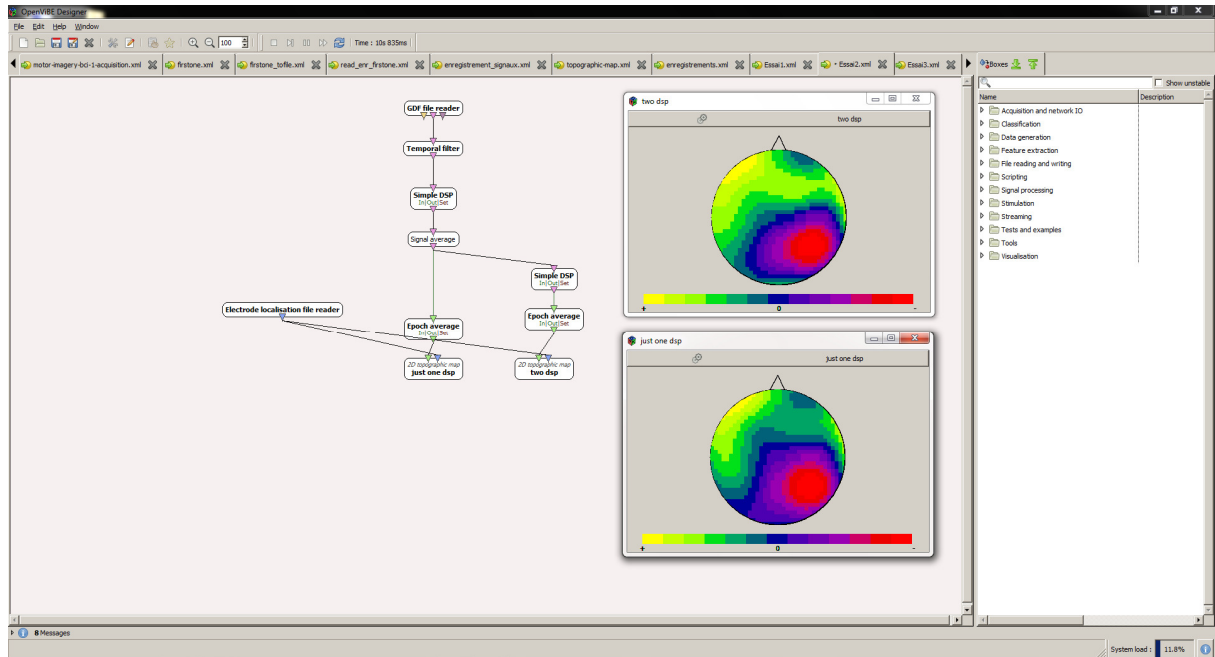 OpenViBE Designer
File Edit Help Window
100 Time : 10s 835ms
motor-imagery-bci-1-acquisition.xml firstone.xml firstone_tofile.xml read_enr_firstone.xml enregistrement_signaux.xml topographic-map.xml enregistrements.xml Essai1.xml * Essai2.xml Essai3.xml
GDF file reader
Temporal filter
Simple DSP
In|Out|Set
Signal average
Simple DSP
In|Out|Set
Electrode localisation file reader
Epoch average
In|Out|Set
Epoch average
In|Out|Set
2D topographic map
just one dsp
2D topographic map
two dsp
two dsp
two dsp
+ 0 -
just one dsp
just one dsp
+ 0 -
Boxes
Show unstable
Name Description
Acquisition and network IO
Classification
Data generation
Feature extraction
File reading and writing
Scripting
Signal processing
Stimulation
Streaming
Tests and examples
Tools
Visualisation
8 Messages
System load : 11.8%